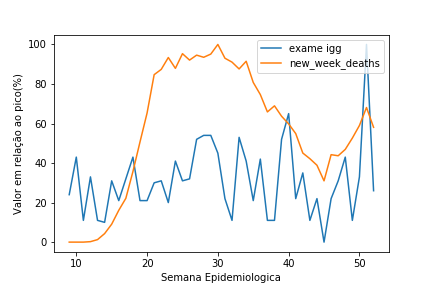 exame igg
new_week_deaths
Valor em relação ao pico(%)
100
80
60
40
20
0
10
20
30
40
50
Semana Epidemiologica